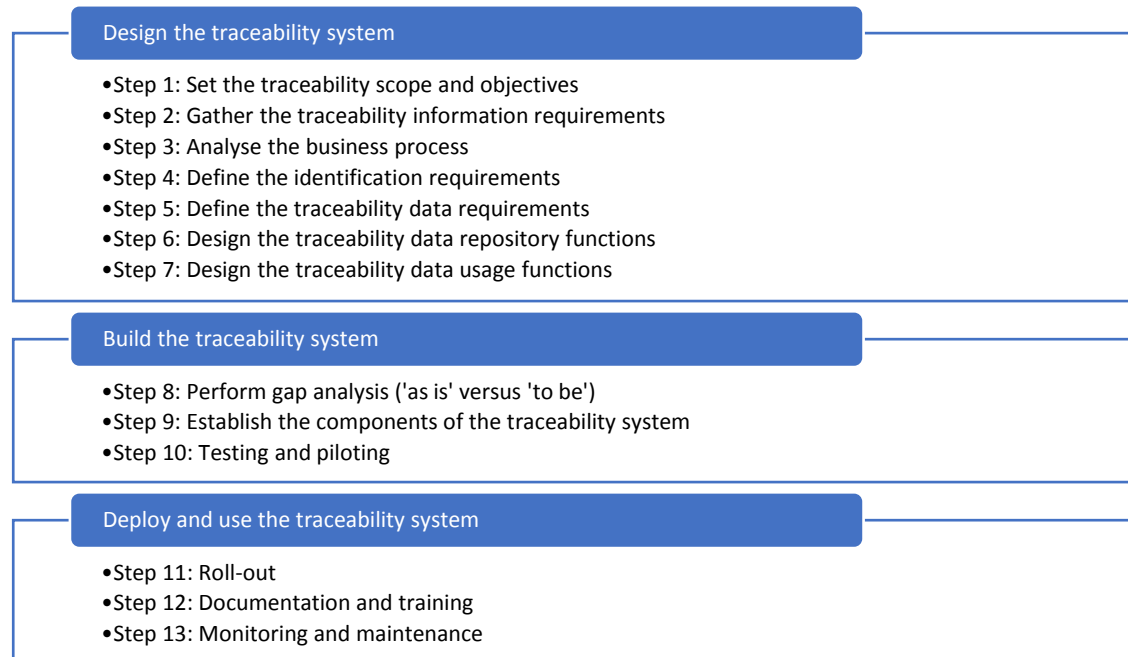 Design the traceability system
•Step 1: Set the traceability scope and objectives
•Step 2: Gather the traceability information requirements
•Step 3: Analyse the business process
•Step 4: Define the identification requirements
•Step 5: Define the traceability data requirements
•Step 6: Design the traceability data repository functions
•Step 7: Design the traceability data usage functions
Build the traceability system
•Step 8: Perform gap analysis ('as is' versus 'to be')
•Step 9: Establish the components of the traceability system
•Step 10: Testing and piloting
Deploy and use the traceability system
•Step 11: Roll-out
•Step 12: Documentation and training
•Step 13: Monitoring and maintenance